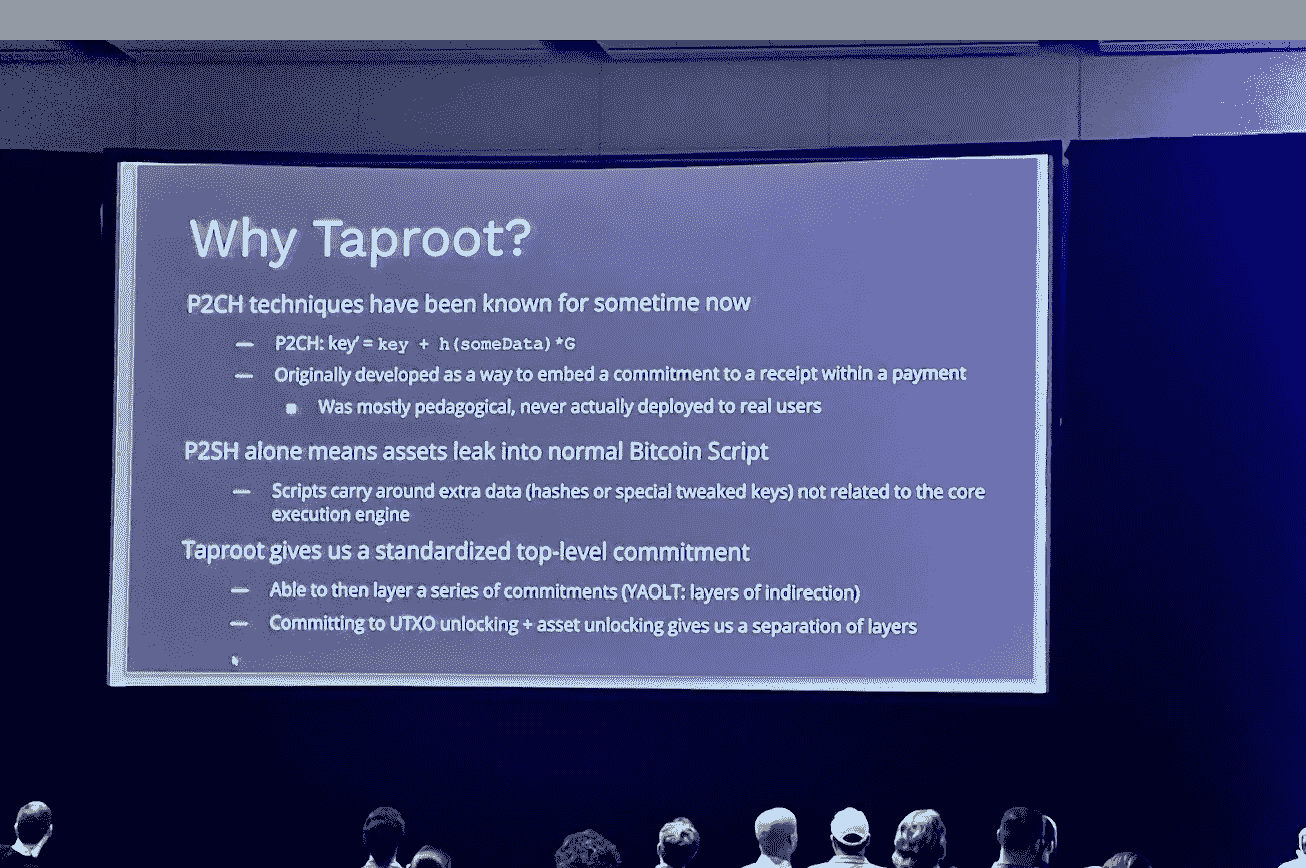 Why Taproot?
P2CH techniques have been known for sometime now
— P2CH: key' = key + h(someData)*G
— Originally developed as a way to embed a commitment to a receipt within a payment
■ Was mostly pedagogical, never actually deployed to real users
P2SH alone means assets leak into normal Bitcoin Script
— Scripts carry around extra data (hashes or special tweaked keys) not related to the core
execution engine
Taproot gives us a standardized top-level commitment
— Able to then layer a series of commitments (YAOLT: layers of indirection)
— Committing to UTXO unlocking + asset unlocking gives us a separation of layers